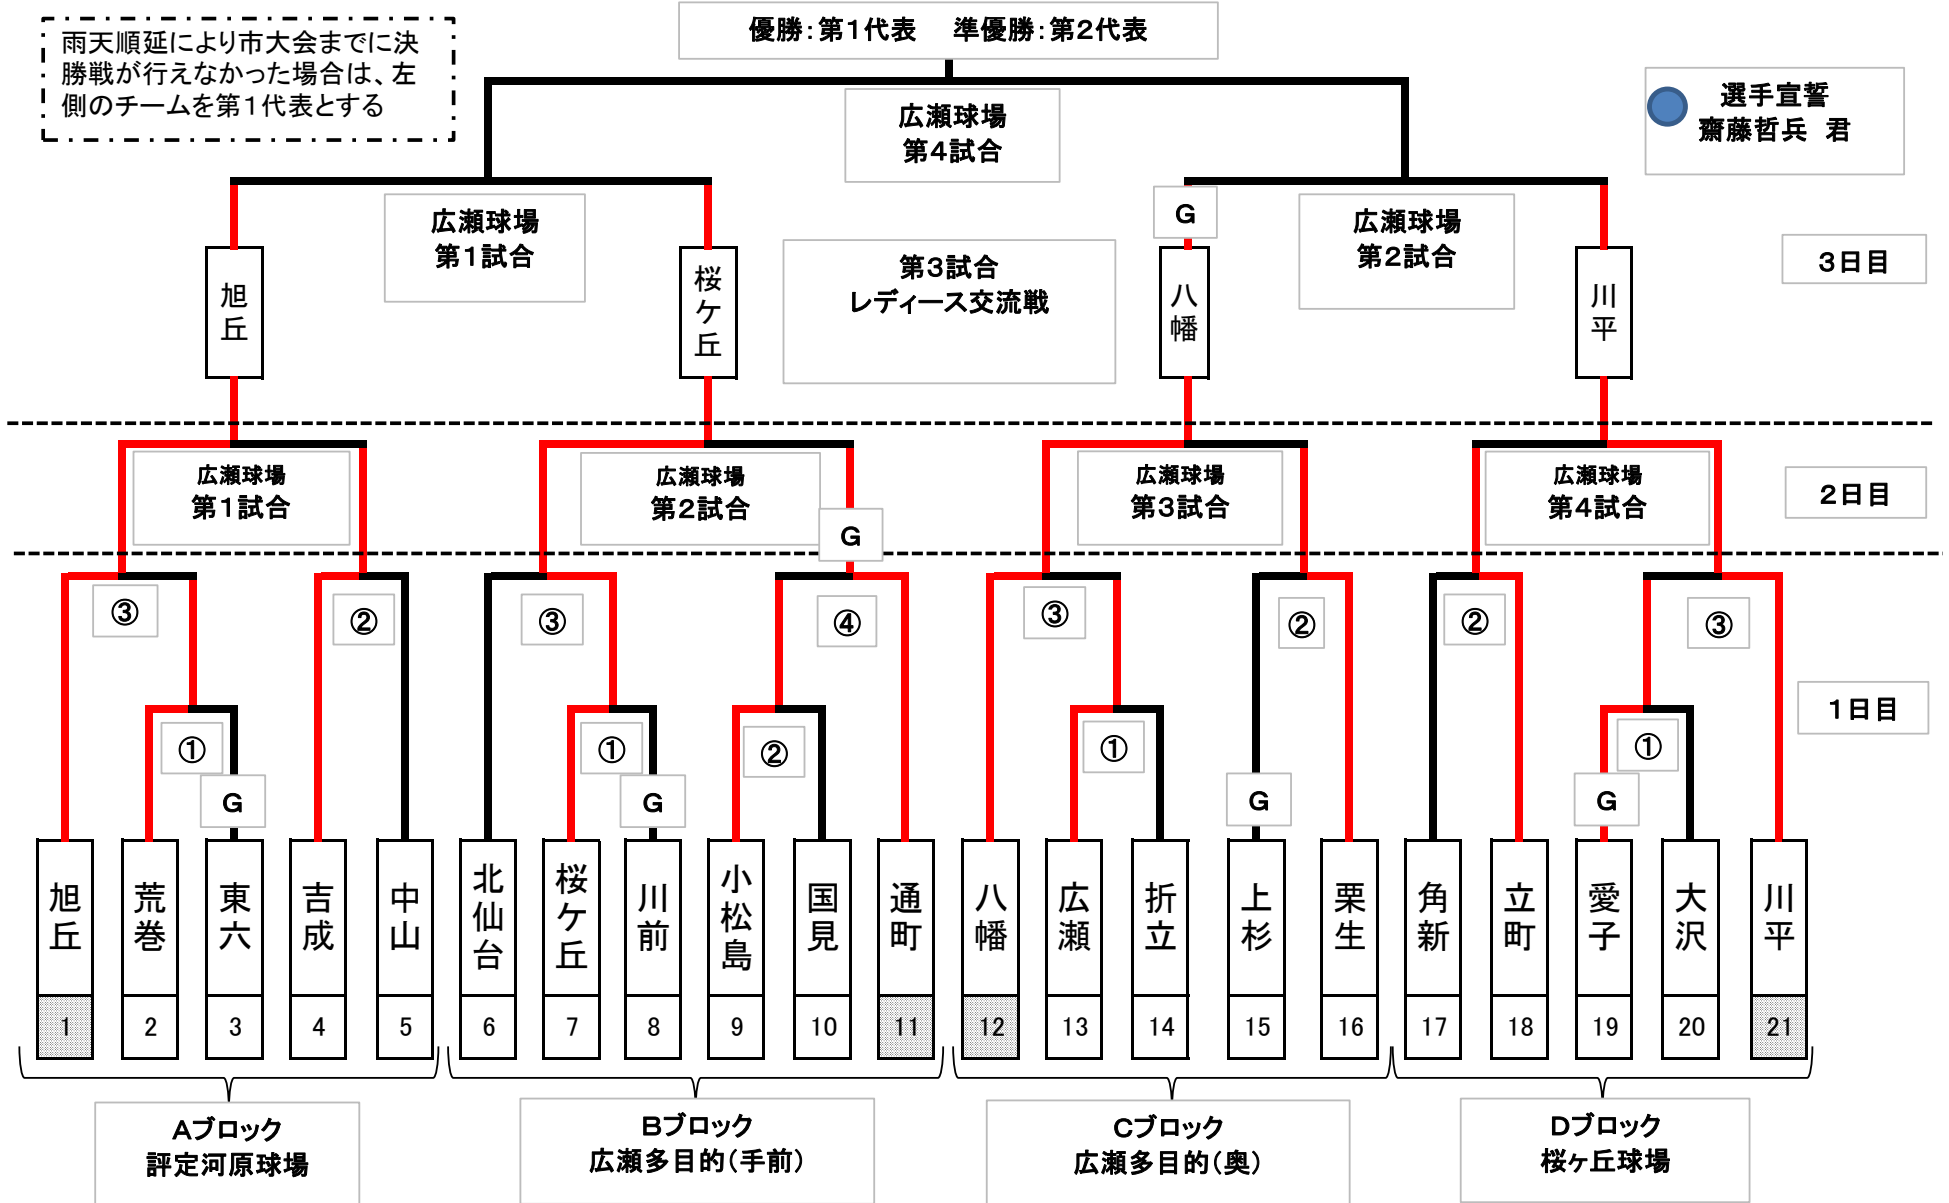 雨天順延により市大会までに決
勝戦が行えなかった場合は、左
側のチームを第１代表とする
優勝：第１代表　準優勝：第２代表
広瀬球場
第４試合
選手宣誓
齋藤哲兵　君
広瀬球場
第１試合
G
広瀬球場
第２試合
第３試合
レディース交流戦
３日目
旭丘
桜ケ丘
八幡
川平
広瀬球場
第１試合
広瀬球場
第２試合
広瀬球場
第３試合
広瀬球場
第４試合
２日目
G
③
②
③
④
③
②
②
③
１日目
①
①
②
①
①
G
G
G
G
旭丘
荒巻
東六
吉成
中山
北仙台
桜ケ丘
川前
小松島
国見
通町
八幡
広瀬
折立
上杉
栗生
角新
立町
愛子
大沢
川平
1 2 3 4 5 6 7 8 9 10 11 12 13 14 15 16 17 18 19 20 21
Aブロック
評定河原球場
Bブロック
広瀬多目的（手前）
Cブロック
広瀬多目的（奥）
Dブロック
桜ヶ丘球場